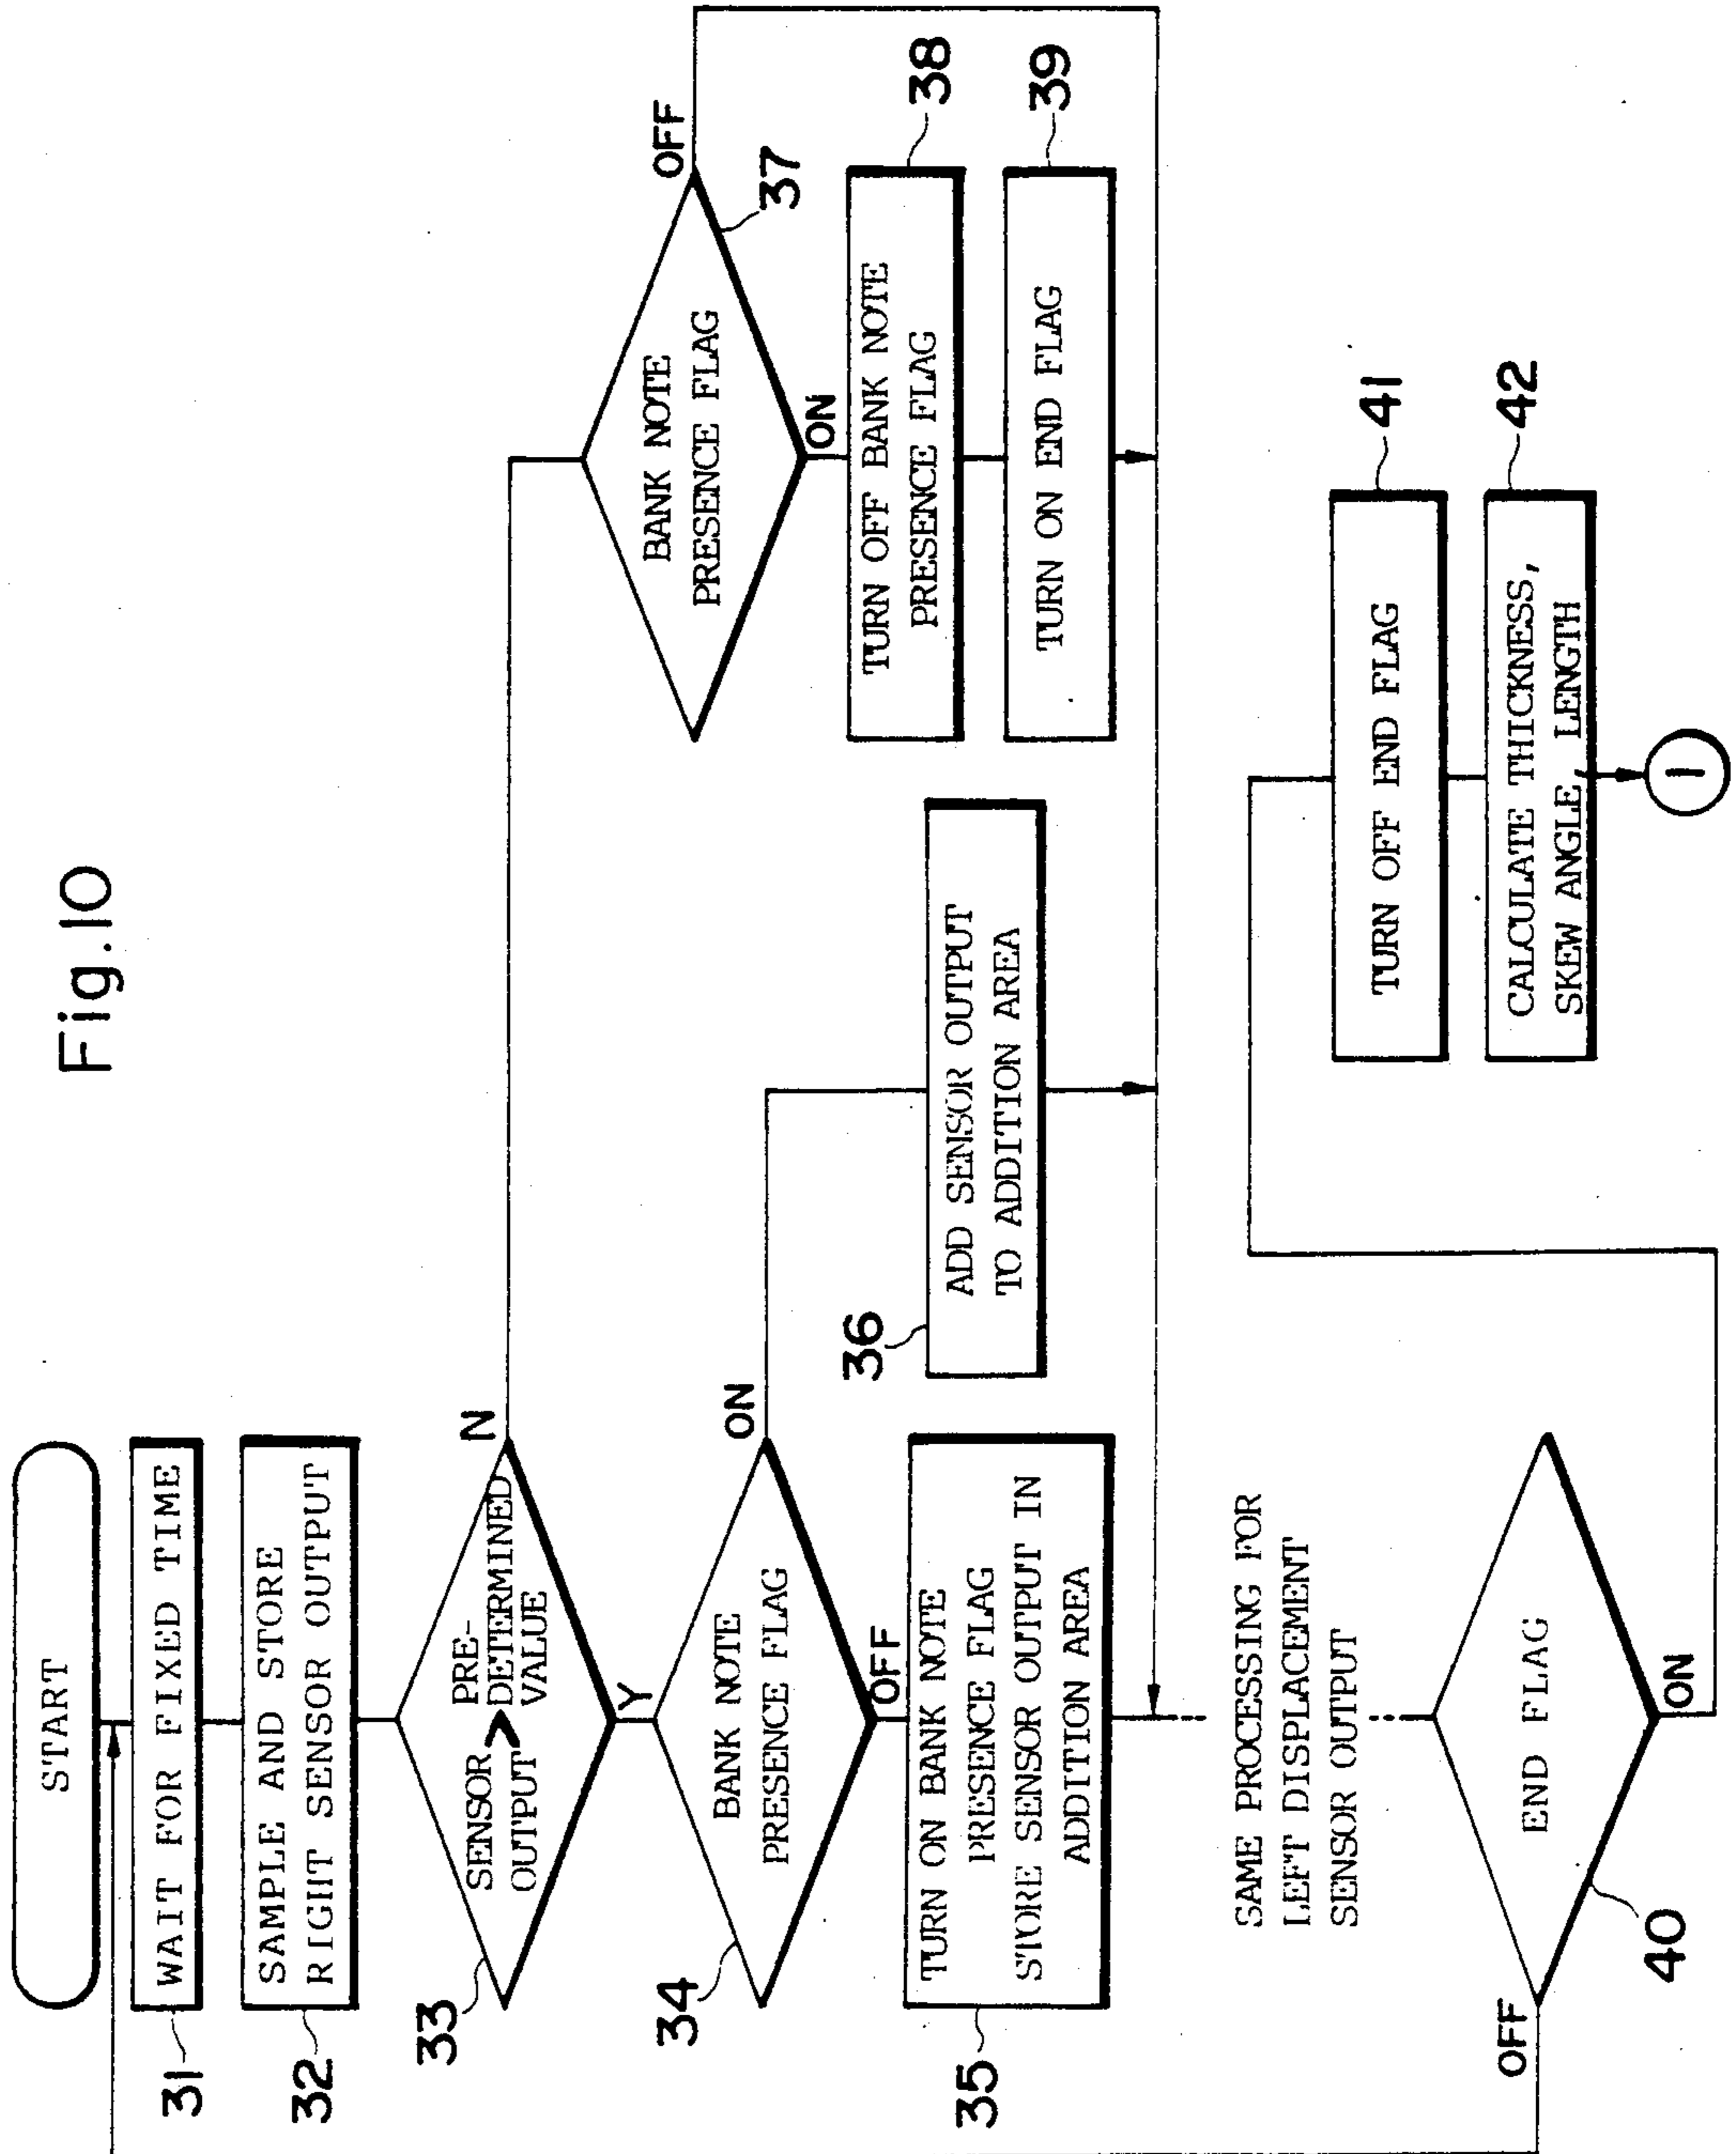 Fig.10
START
31
WAIT FOR FIXED TIME
32
SAMPLE AND STORE
RIGHT SENSOR OUTPUT
33
SENSOR
OUTPUT
>
PRE-
DETERMINED
VALUE
N
Y
34
BANK NOTE
PRESENCE FLAG
ON
OFF
35
TURN ON BANK NOTE
PRESENCE FLAG
STORE SENSOR OUTPUT IN
ADDITION AREA
36
ADD SENSOR OUTPUT
TO ADDITION AREA
BANK NOTE
PRESENCE FLAG
37
OFF
ON
TURN OFF BANK NOTE
PRESENCE FLAG
38
TURN ON END FLAG
39
SAME PROCESSING FOR
LEFT DISPLACEMENT
SENSOR OUTPUT
END FLAG
40
OFF
ON
TURN OFF END FLAG
41
CALCULATE THICKNESS,
SKEW ANGLE, LENGTH
42
1